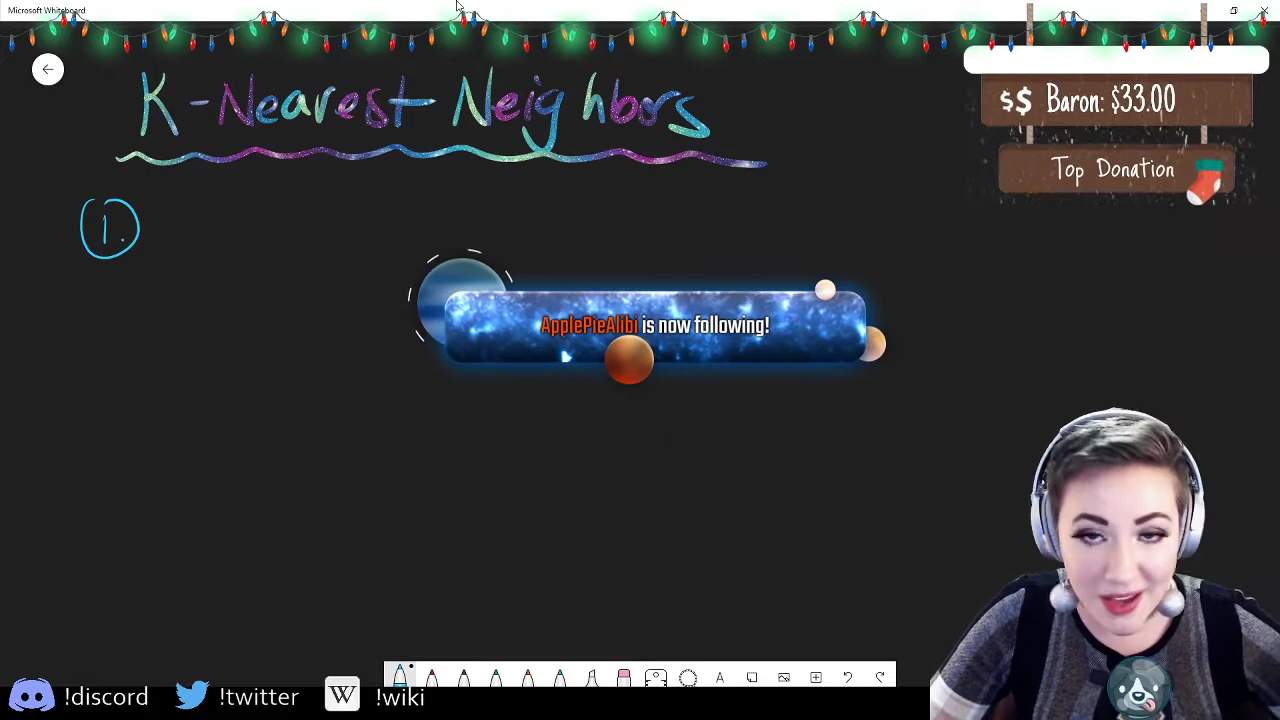 Microsoft Whiteboard
K-Nearest Neighbors
$$ Baron: $33.00
Top Donation
1.
ApplePieAlibi is now following!
A
!discord
!twitter
W !wiki